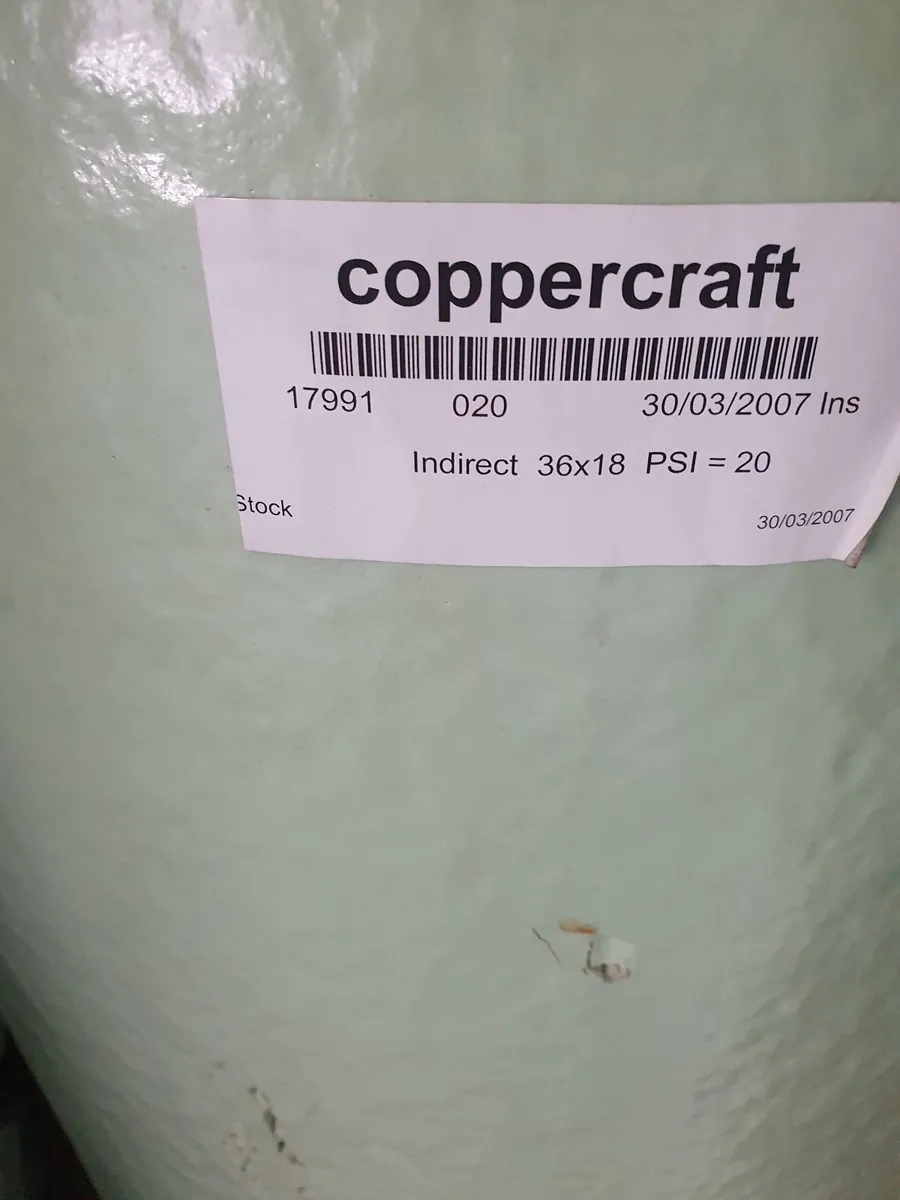 coppercraft
17991 020 30/03/2007 Ins
Indirect 36x18 PSI = 20
Stock
30/03/2007